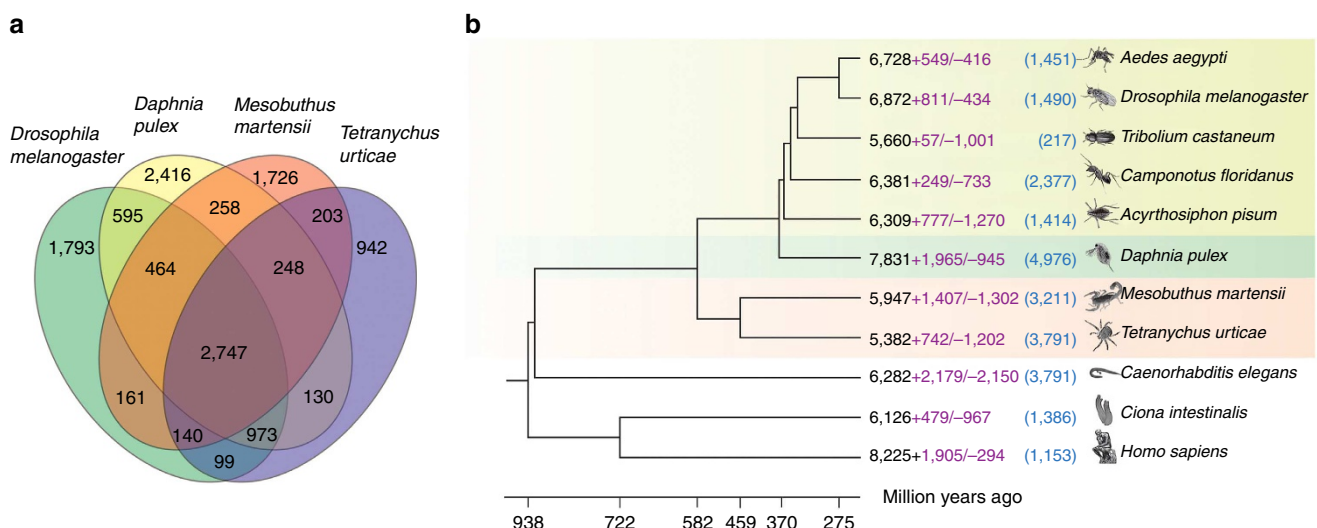 a
Drosophila
melanogaster
Daphnia
pulex
Mesobuthus
martensii
Tetranychus
urticae
2,416
1,726
595
258
203
1,793
942
464
248
2,747
161
130
140
973
99
b
6,728+549/–416 (1,451) Aedes aegypti
6,872+811/–434 (1,490) Drosophila melanogaster
5,660+57/–1,001 (217) Tribolium castaneum
6,381+249/–733 (2,377) Camponotus floridanus
6,309+777/–1,270 (1,414) Acyrthosiphon pisum
7,831+1,965/–945 (4,976) Daphnia pulex
5,947+1,407/–1,302 (3,211) Mesobuthus martensii
5,382+742/–1,202 (3,791) Tetranychus urticae
6,282+2,179/–2,150 (3,791) Caenorhabditis elegans
6,126+479/–967 (1,386) Ciona intestinalis
8,225+1,905/–294 (1,153) Homo sapiens
Million years ago
938 722 582 459 370 275